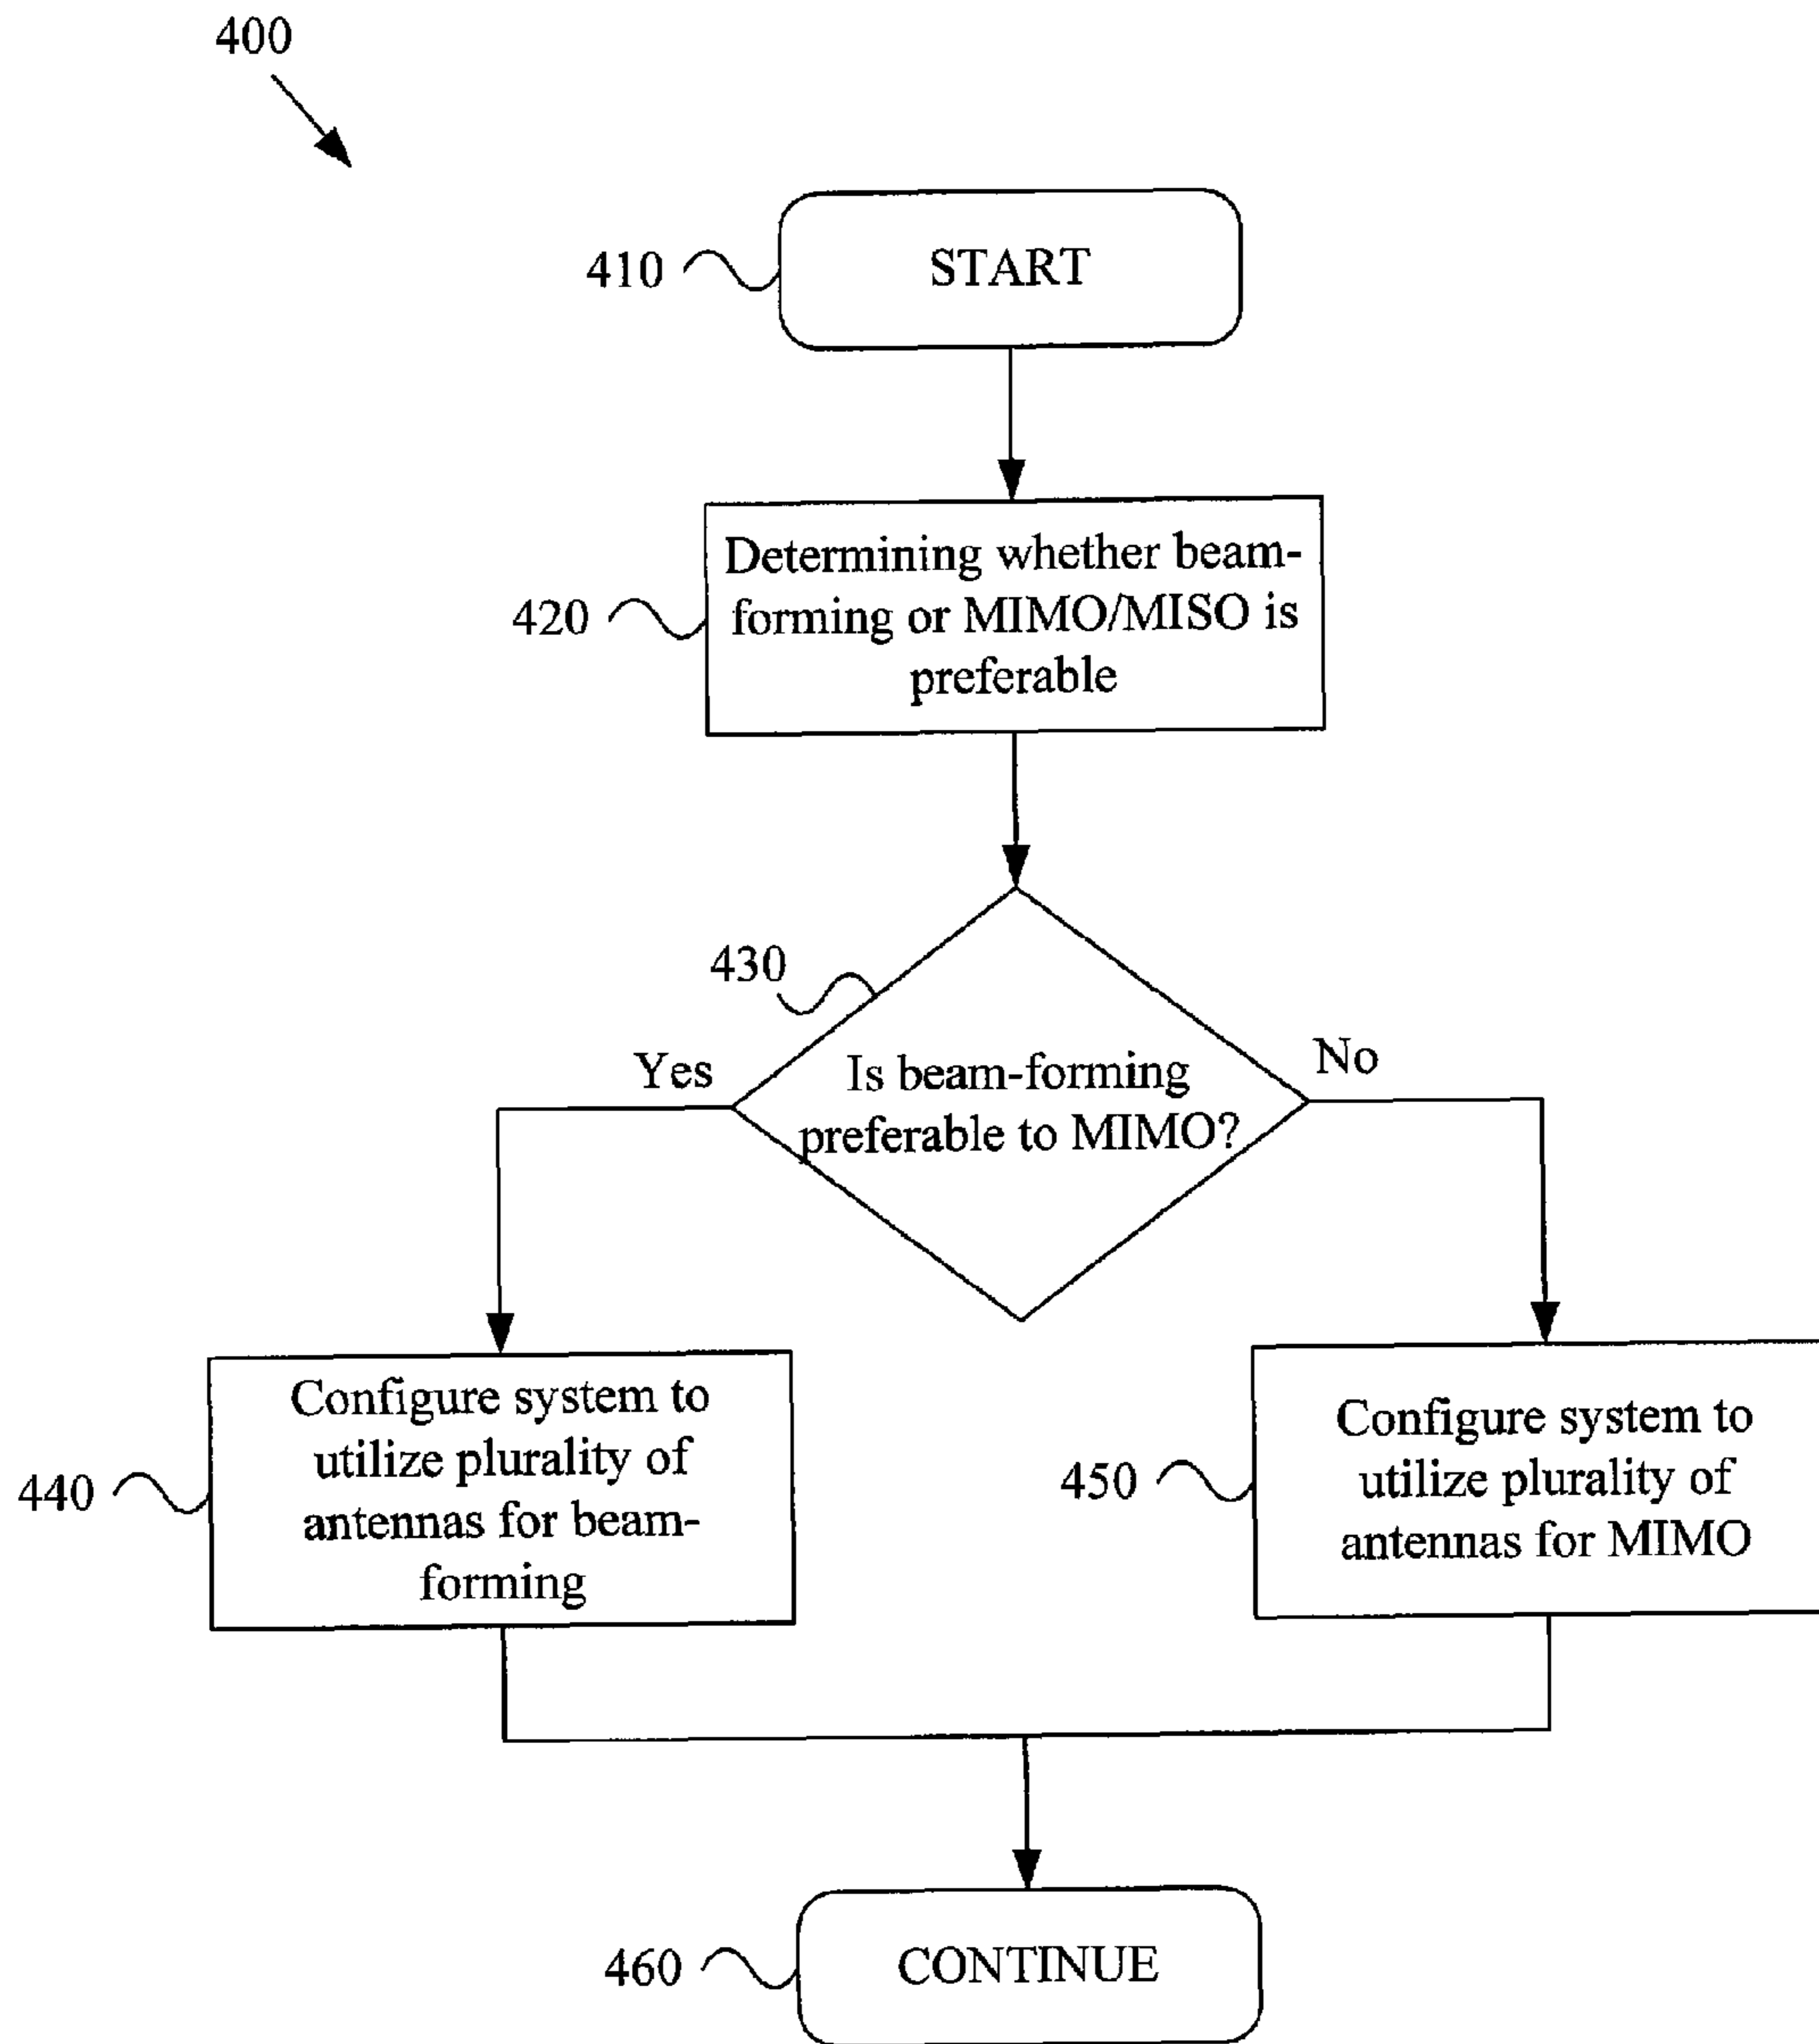 400
410
START
420
Determining whether beam-
forming or MIMO/MISO is
preferable
430
Yes
No
Is beam-forming
preferable to MIMO?
440
Configure system to
utilize plurality of
antennas for beam-
forming
450
Configure system to
utilize plurality of
antennas for MIMO
460
CONTINUE